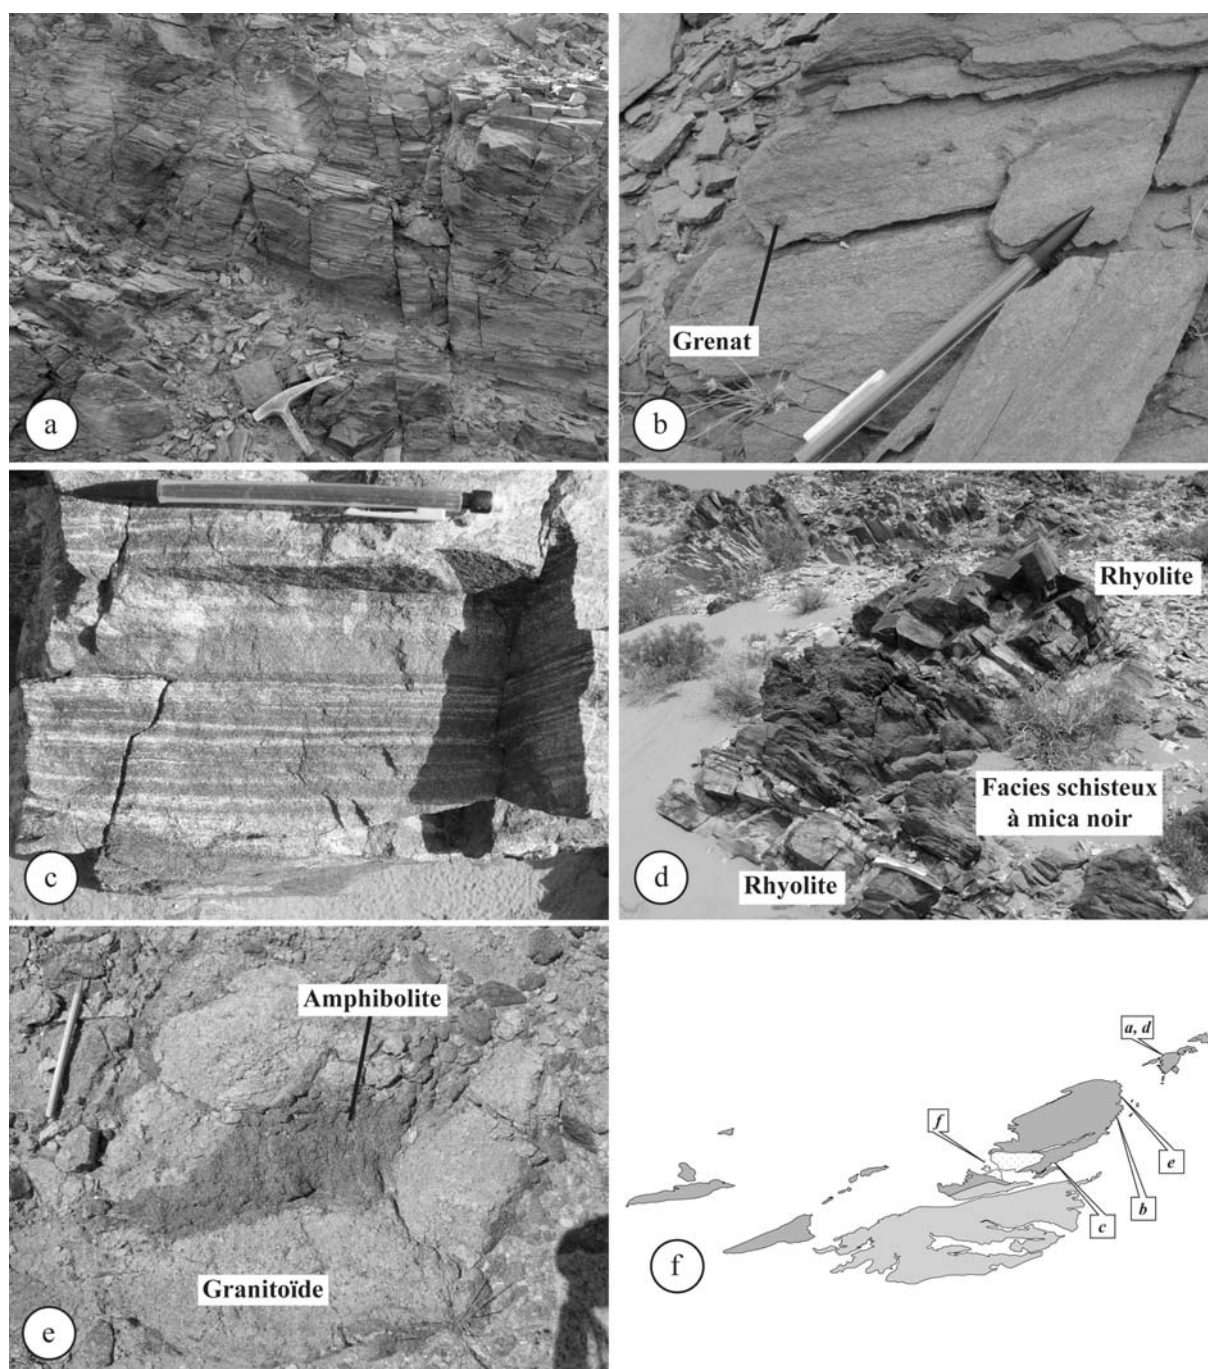 a
Grenat
b
c
Rhyolite
Facies schisteux
à mica noir
Rhyolite
d
Amphibolite
Granitoïde
e
a, d
f
e
b
c
f